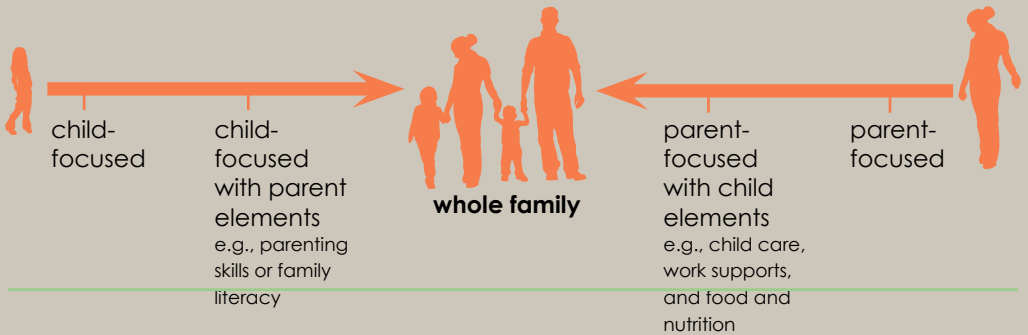 child-
focused
child-
focused
with parent
elements
e.g., parenting
skills or family
literacy
whole family
parent-
focused
with child
elements
e.g., child care,
work supports,
and food and
nutrition
parent-
focused